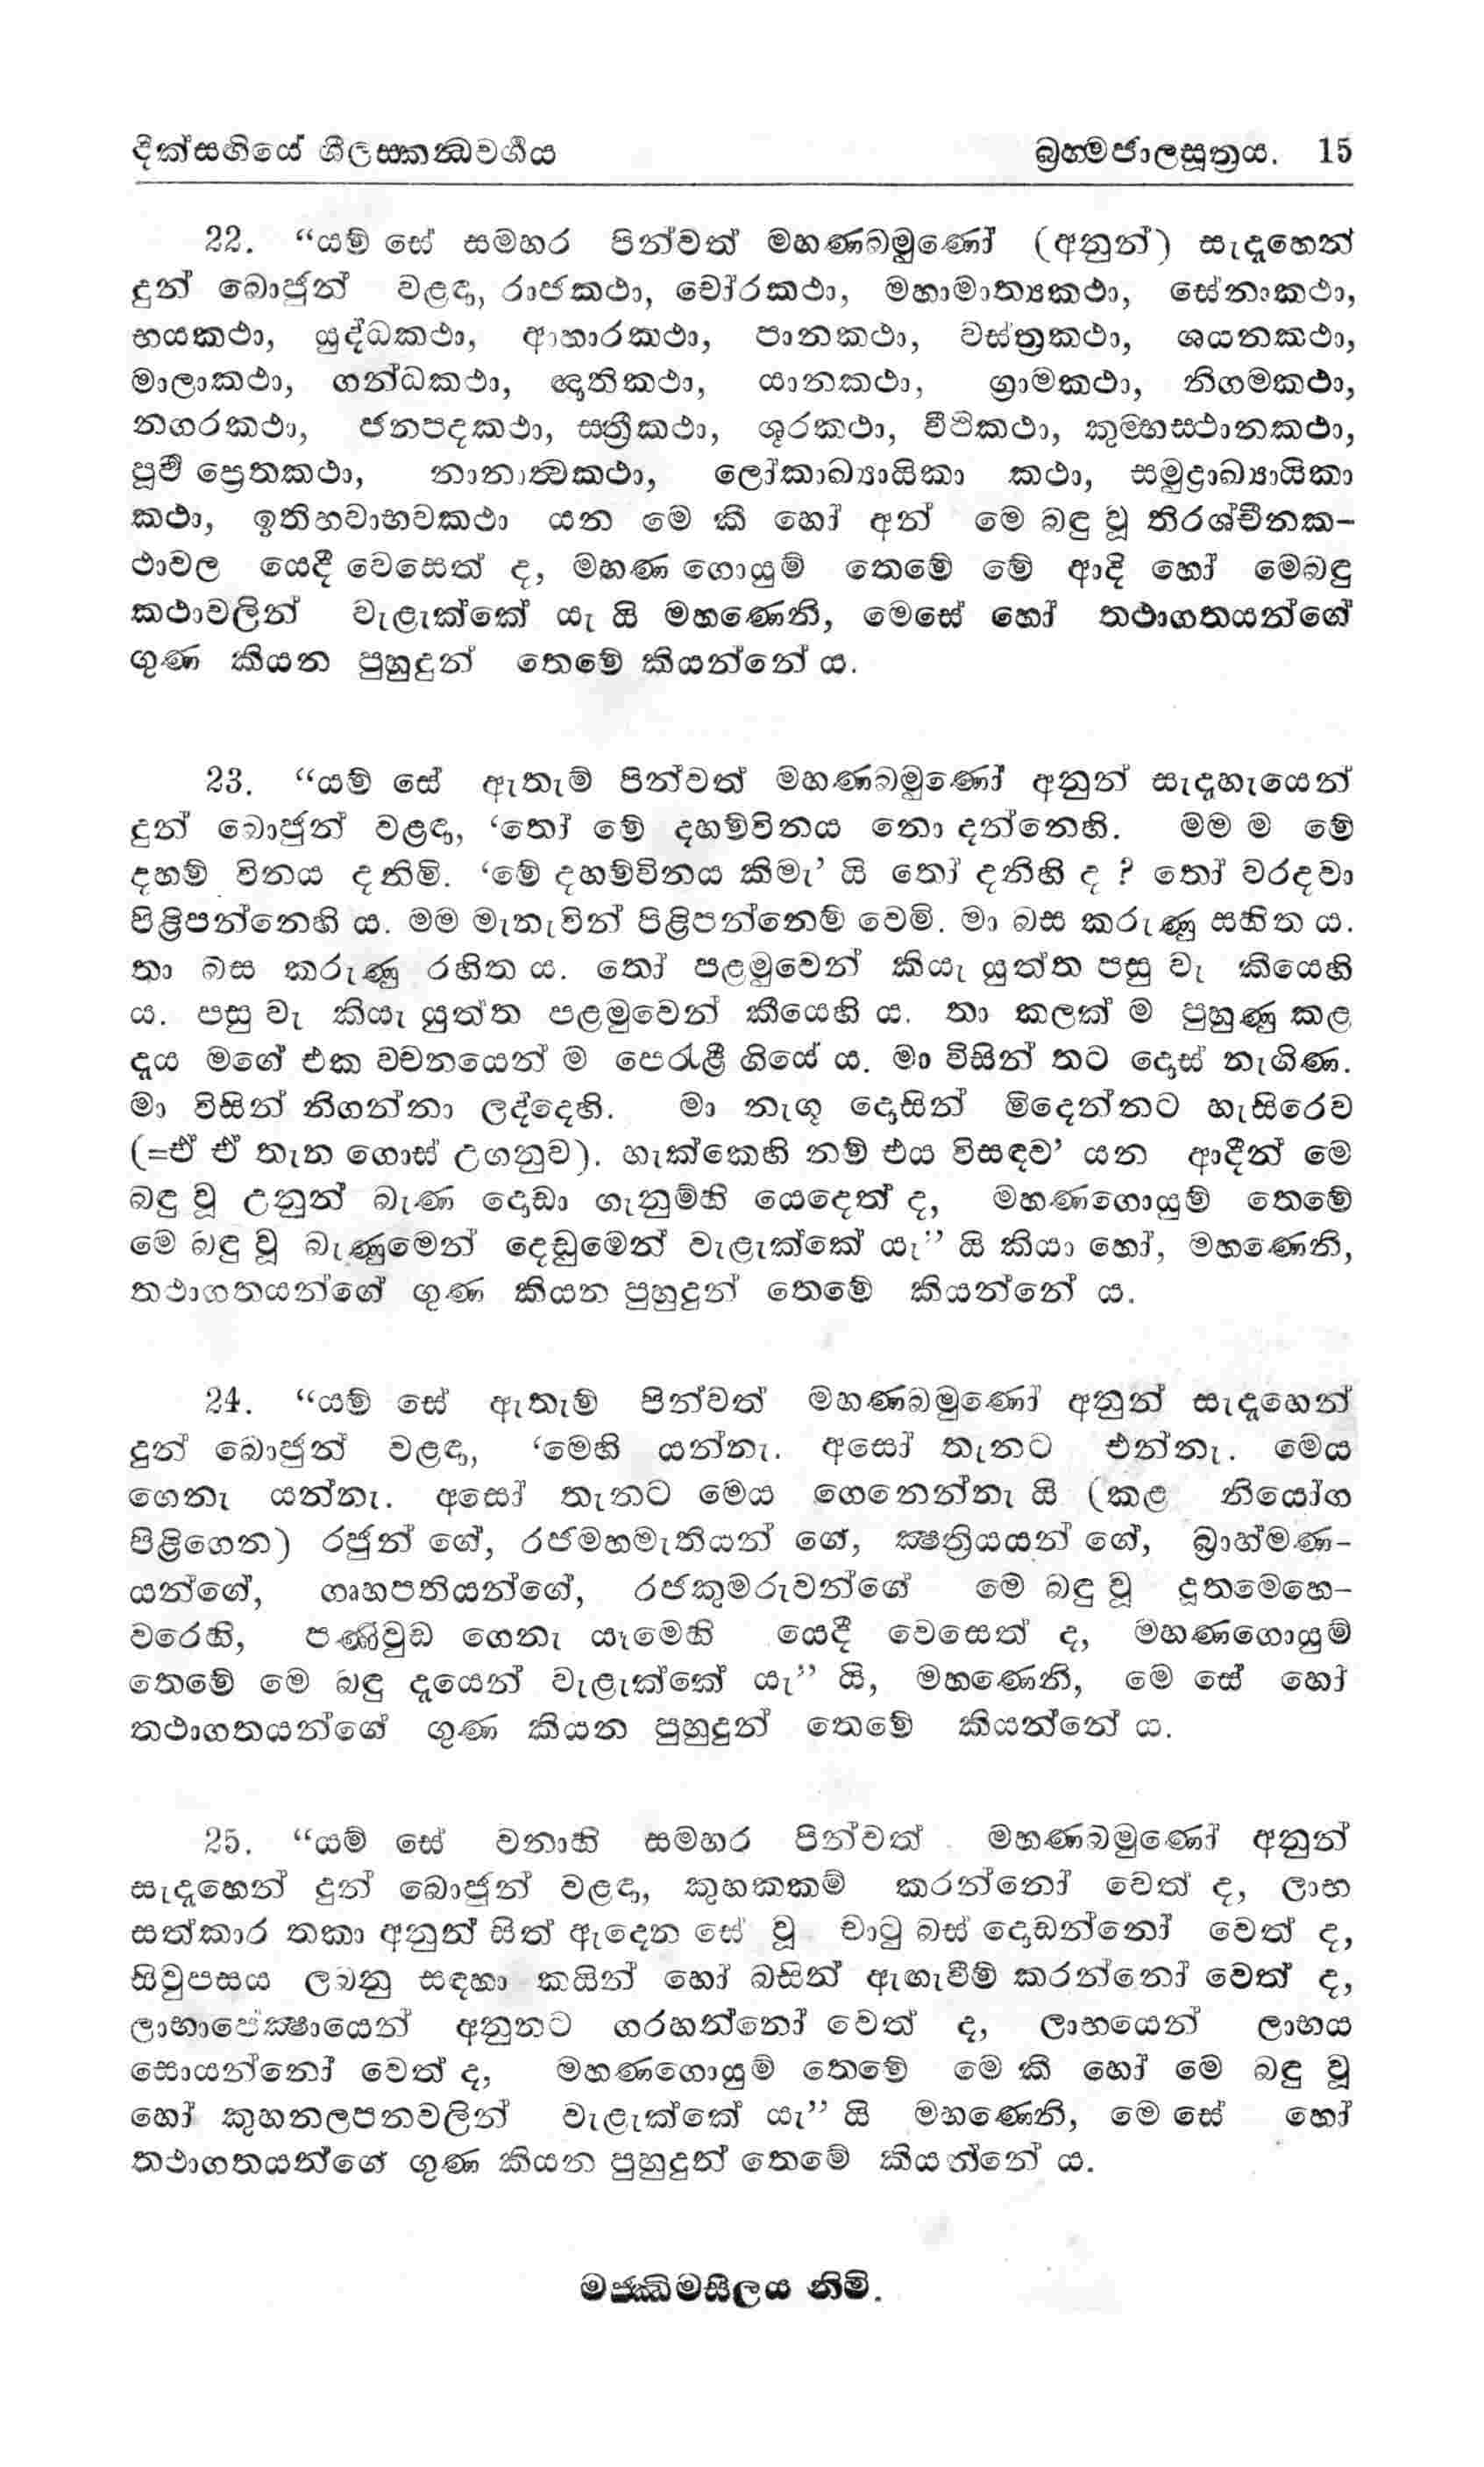 දික්සඟියේ ශීලස්කන්ධවර්ගය බ්‍රහ්මජාලසූත්‍රය. 15
22. “යම් සේ සමහර පින්වත් මහණබමුණෝ (අනුන්) සැදෑහෙන්
දුන් බොජුන් වළඳා, රාජකථා, චෝරකථා, මහාමාත්‍යකථා, සේනාකථා,
භයකථා, යුද්ධකථා, ආහාරකථා, පානකථා, වස්ත්‍රකථා, ශයනකථා,
මාලාකථා, ගන්ධකථා, ඥාතිකථා, යානකථා, ග්‍රාමකථා, නිගමකථා,
නගරකථා, ජනපදකථා, ස්ත්‍රීකථා, ශූරකථා, වීථිකථා, කුම්භස්ථානකථා,
පූර්‍ව ප්‍රෙතකථා, නානාත්‍වකථා, ලෝකාඛ්‍යායිකා කථා, සමුද්‍රාඛ්‍යායිකා
කථා, ඉතිහවාභවකථා යන මෙ කී හෝ අන් මෙ බඳු වූ තිරශ්චීනක-
ථාවල යෙදී වෙසෙත් ද, මහණ ගොයුම් තෙමේ මේ ආදි හෝ මෙබඳු
කථාවලින් වැළැක්කේ යැ යි මහණෙනි, මෙසේ හෝ තථාගතයන්ගේ
ගුණ කියන පුහුදුන් තෙමේ කියන්නේ ය.
23. “යම් සේ ඇතැම් පින්වත් මහණබමුණෝ අනුන් සැදැහැයෙන්
දුන් බොජුන් වළඳා, ‘තෝ මේ දහම්විනය නො දන්නෙහි. මම ම මේ
දහම් විනය දනිමි. ‘මේ දහම්විනය කිමැ’ යි තෝ දනිහි ද ? තෝ වරදවා
පිළිපන්නෙහි ය. මම මැනැවින් පිළිපන්නෙම් වෙමි. මා බස කරුණු සහිත ය.
තා බස කරුණු රහිත ය. තෝ පළමුවෙන් කියැ යුත්ත පසු වැ කියෙහි
ය. පසු වැ කියැ යුත්ත පළමුවෙන් කීයෙහි ය. තා කලක් ම පුහුණු කළ
දෑය මගේ එක වචනයෙන් ම පෙරැළී ගියේ ය. මා විසින් තට දොස් නැගිණ.
මා විසින් නිගන්නා ලද්දෙහි. මා නැගූ දොසින් මිදෙන්නට හැසිරෙව
(=ඒ ඒ තැන ගොස් උගනුව). හැක්කෙහි නම් එය විසඳව’ යන ආදීන් මෙ
බඳු වූ උනුන් බැණ දොඩා ගැනුම්හි යෙදෙත් ද, මහණගොයුම් තෙමේ
මෙ බඳු වූ බැණුමෙන් දෙඩුමෙන් වැළැක්කේ යැ” යි කියා හෝ, මහණෙනි,
තථාගතයන්ගේ ගුණ කියන පුහුදුන් තෙමේ කියන්නේ ය.
24. “යම් සේ ඇතැම් පින්වත් මහණබමුණෝ අනුන් සැදෑහෙන්
දුන් බොජුන් වළඳා, ‘මෙහි යන්නැ. අසෝ තැනට එන්නැ. මෙය
ගෙනැ යන්නැ. අසෝ තැනට මෙය ගෙනෙන්නැ යි (කළ නියෝග
පිළිගෙන) රජුන් ගේ, රජමහමැතියන් ගේ, ක්‍ෂත්‍රියයන් ගේ, බ්‍රාහ්මණ-
යන්ගේ, ගෘහපතියන්ගේ, රජකුමරුවන්ගේ මෙ බඳු වූ දූතමෙහෙ-
වරෙහි, පණිවුඩ ගෙනැ යෑමෙහි යෙදී වෙසෙත් ද, මහණගොයුම්
තෙමේ මෙ බඳු දෑයෙන් වැළැක්කේ යැ” යි, මහණෙනි, මෙ සේ හෝ
තථාගතයන්ගේ ගුණ කියන පුහුදුන් තෙමේ කියන්නේ ය.
25. “යම් සේ වනාහි සමහර පින්වත් මහණබමුණෝ අනුන්
සැදෑහෙන් දුන් බොජුන් වළඳා, කුහකකම් කරන්නෝ වෙත් ද, ලාභ
සත්කාර තකා අනුන් සිත් ඇදෙන සේ වූ චාටු බස් දොඩන්නෝ වෙත් ද,
සිවුපසය ලබනු සඳහා කයින් හෝ බසින් ඇඟැවීම් කරන්නෝ වෙත් ද,
ලාභාපේක්‍ෂායෙන් අනුනට ගරහන්නෝ වෙත් ද, ලාභයෙන් ලාභය
සොයන්නෝ වෙත් ද, මහණගොයුම් තෙමේ මෙ කී හෝ මෙ බඳු වූ
හෝ කුහනලපනවලින් වැළැක්කේ යැ” යි මහණෙනි, මෙ සේ හෝ
තථාගතයන්ගේ ගුණ කියන පුහුදුන් තෙමේ කියන්නේ ය.
මජ්ඣිමසීලය නිමි.